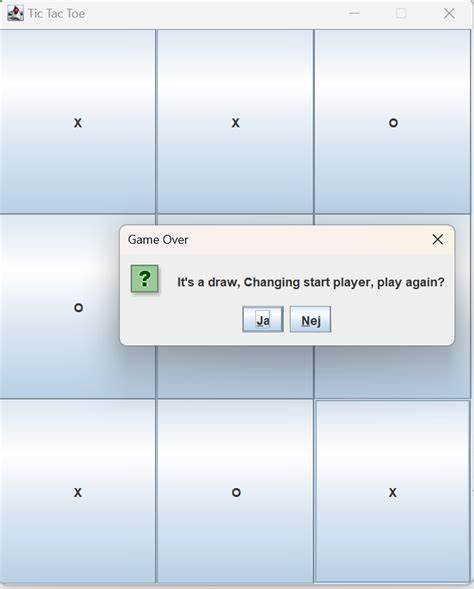 Tic Tac Toe
X X O
Game Over
It's a draw, Changing start player, play again?
Ja Nej
O
X O X